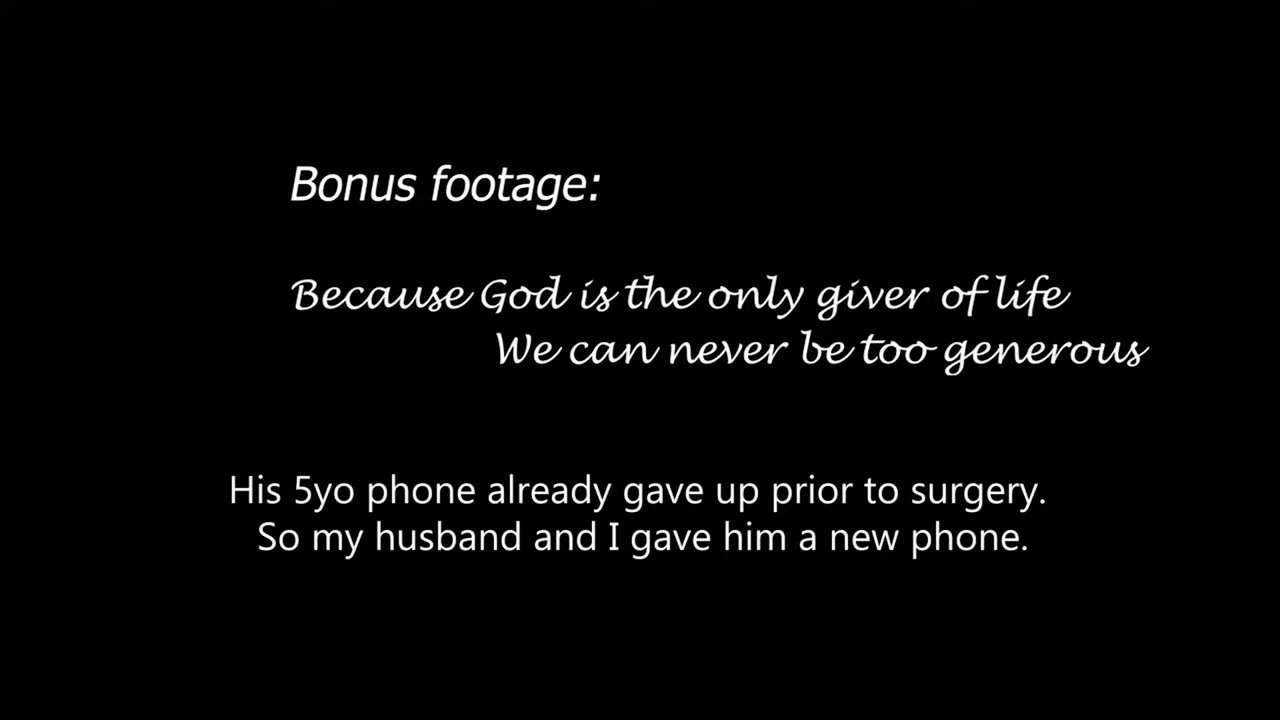 Bonus footage:
Because God is the only giver of life
We can never be too generous
His 5yo phone already gave up prior to surgery.
So my husband and I gave him a new phone.